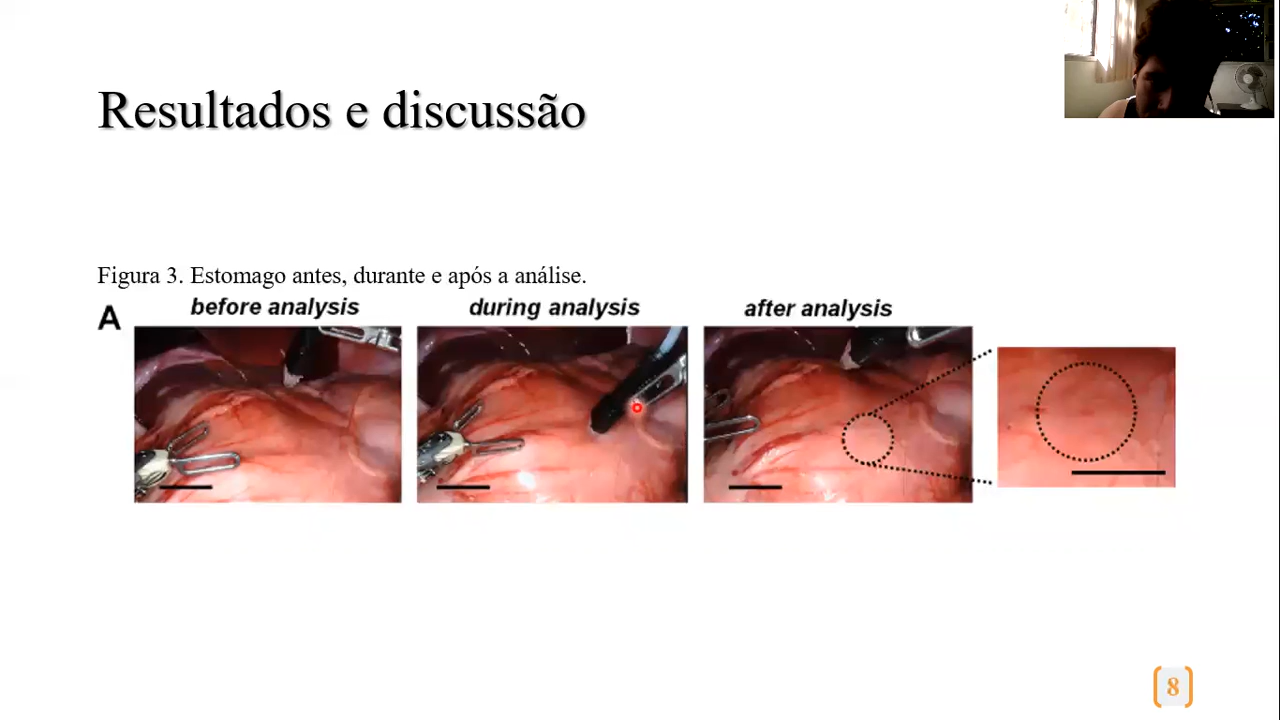 Resultados e discussão
Figura 3. Estomago antes, durante e após a análise.
A
before analysis
during analysis
after analysis
8